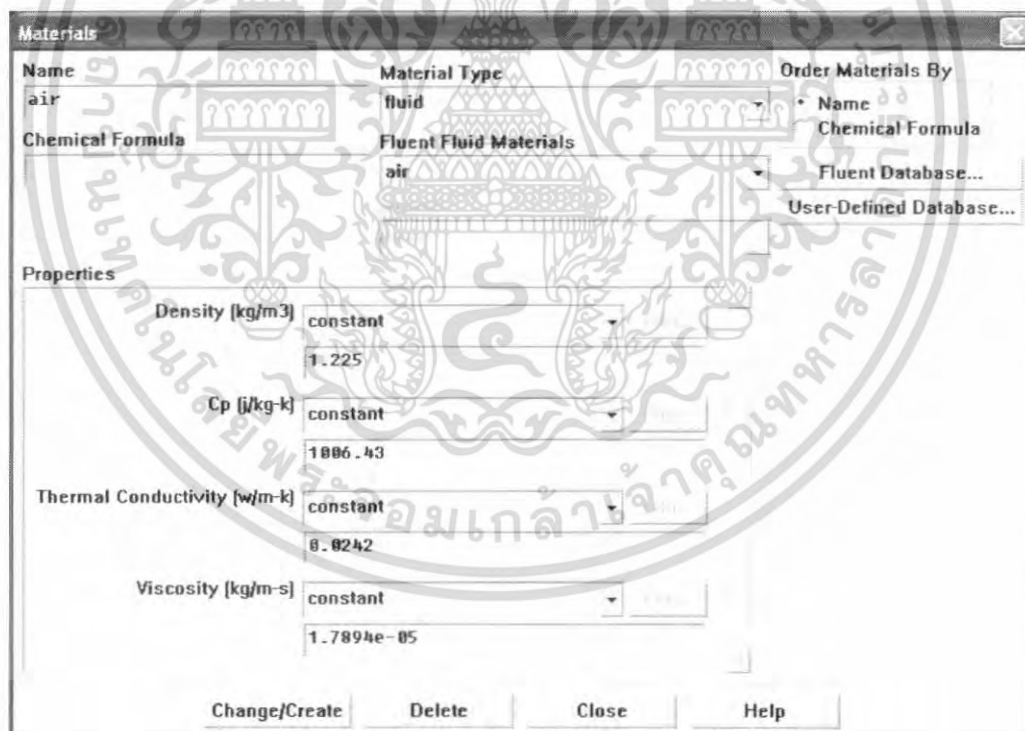 Materials
Name
air
Material Type
fluid
Order Materials By
Name
Chemical Formula
Chemical Formula
Fluent Fluid Materials
air
Fluent Database...
User-Defined Database...
Properties
Density (kg/m3)
constant
1.225
Cp (j/kg-k)
constant
1006.43
Thermal Conductivity (w/m-k)
constant
0.0242
Viscosity (kg/m-s)
constant
1.7894e-05
Change/Create
Delete
Close
Help